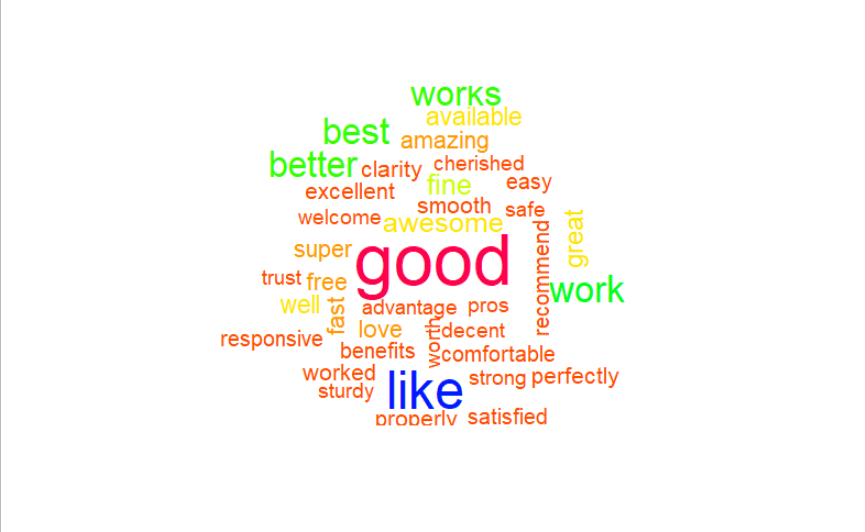 works
available
best
amazing
better
clarity
cherished
excellent
fine
easy
smooth
safe
welcome
awesome
great
super
good
recommend
trust
free
work
well
fast
advantage
pros
love
worth
decent
responsive
benefits
comfortable
worked
like
strong
perfectly
sturdy
properly
satisfied